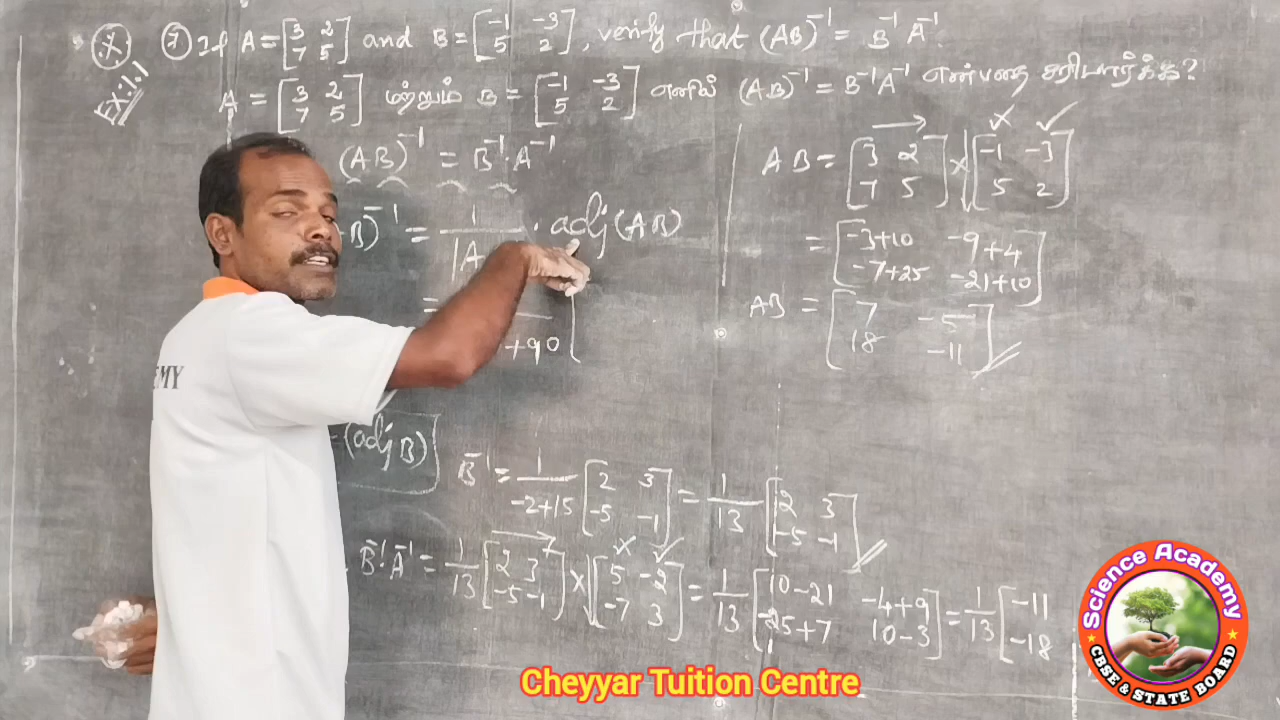 7 If A = [3 2 7 5] and B = [-1 -3 5 2], verify that (AB)⁻¹ = B⁻¹A⁻¹.
EX:1.1
A = [3 2 7 5] மற்றும் B = [-1 -3 5 2] எனில் (AB)⁻¹ = B⁻¹A⁻¹ என்பதை சரிபார்க்க?
(AB)⁻¹ = B⁻¹·A⁻¹
B)⁻¹ = 1/|A · adj(AB)
=
+90
AB = [3 2 7 5] × [-1 -3 5 2]
= [-3+10 -9+4 -7+25 -21+10]
AB = [7 -5 18 -11]
EMY
(adj B)
B⁻¹ = 1/-2+15 [2 3 -5 -1] = 1/13 [2 3 -5 -1]
B⁻¹·A⁻¹ = 1/13 [2 3 -5 -1] × [5 -2 -7 3] = 1/13 [10-21 -4+9 -25+7 10-3] = 1/13 [-11 -18
Science Academy
CBSE & STATE BOARD
Cheyyar Tuition Centre